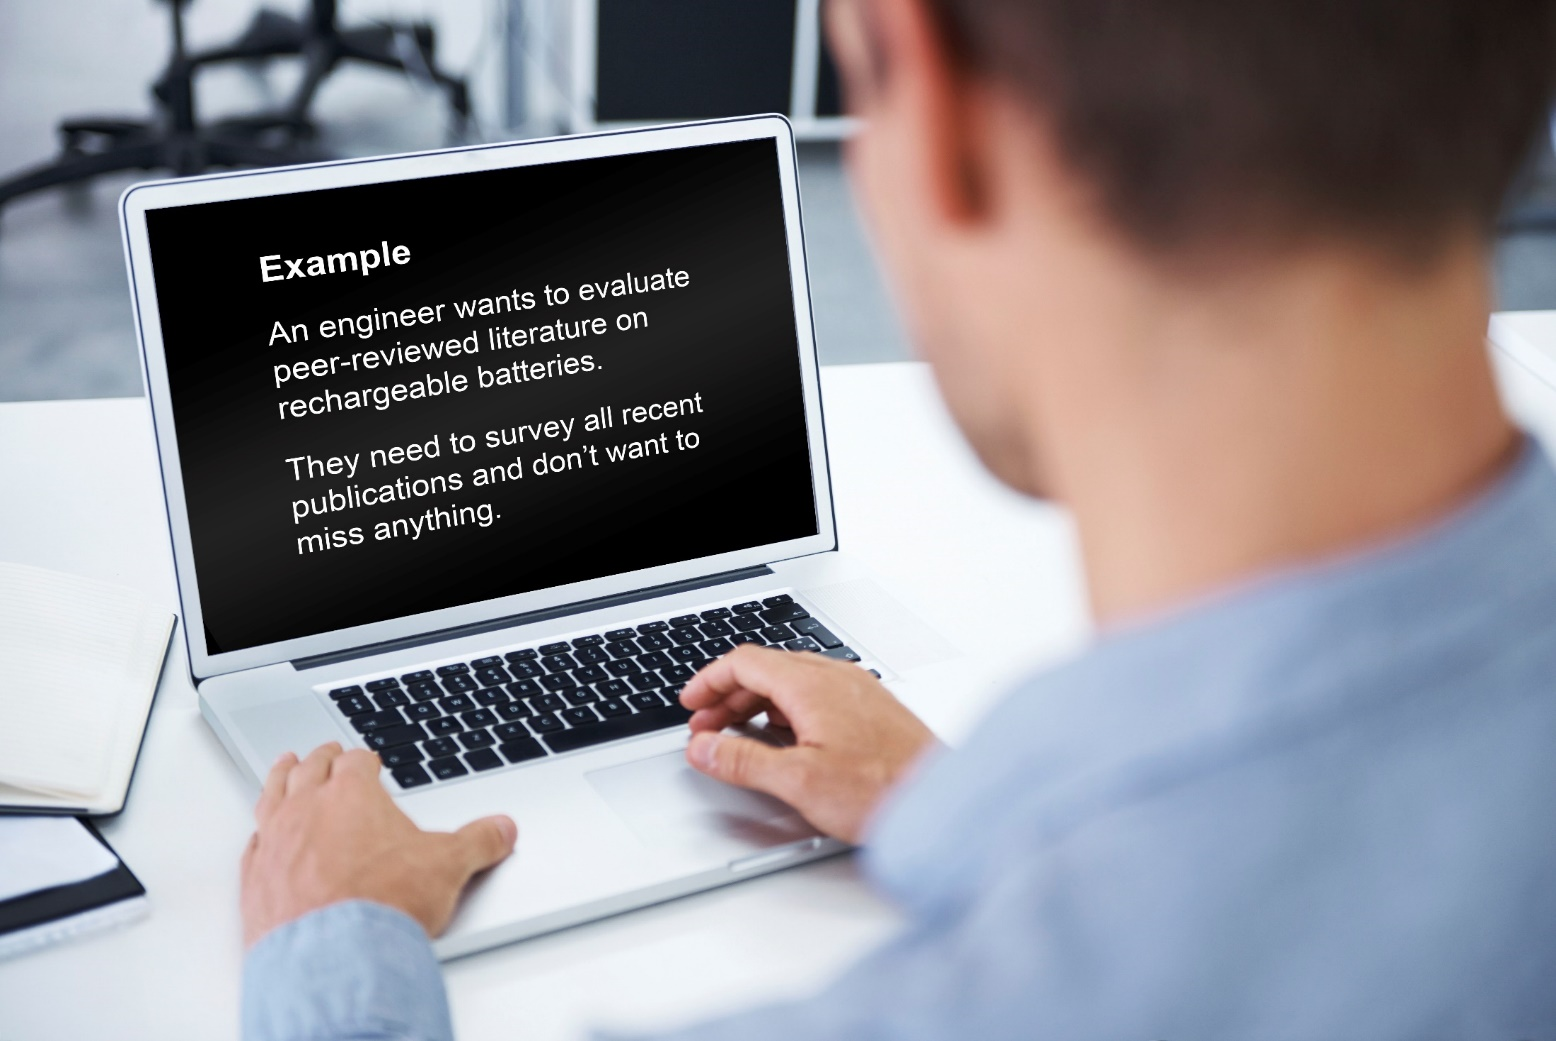 Example
An engineer wants to evaluate
peer-reviewed literature on
rechargeable batteries.
They need to survey all recent
publications and don’t want to
miss anything.